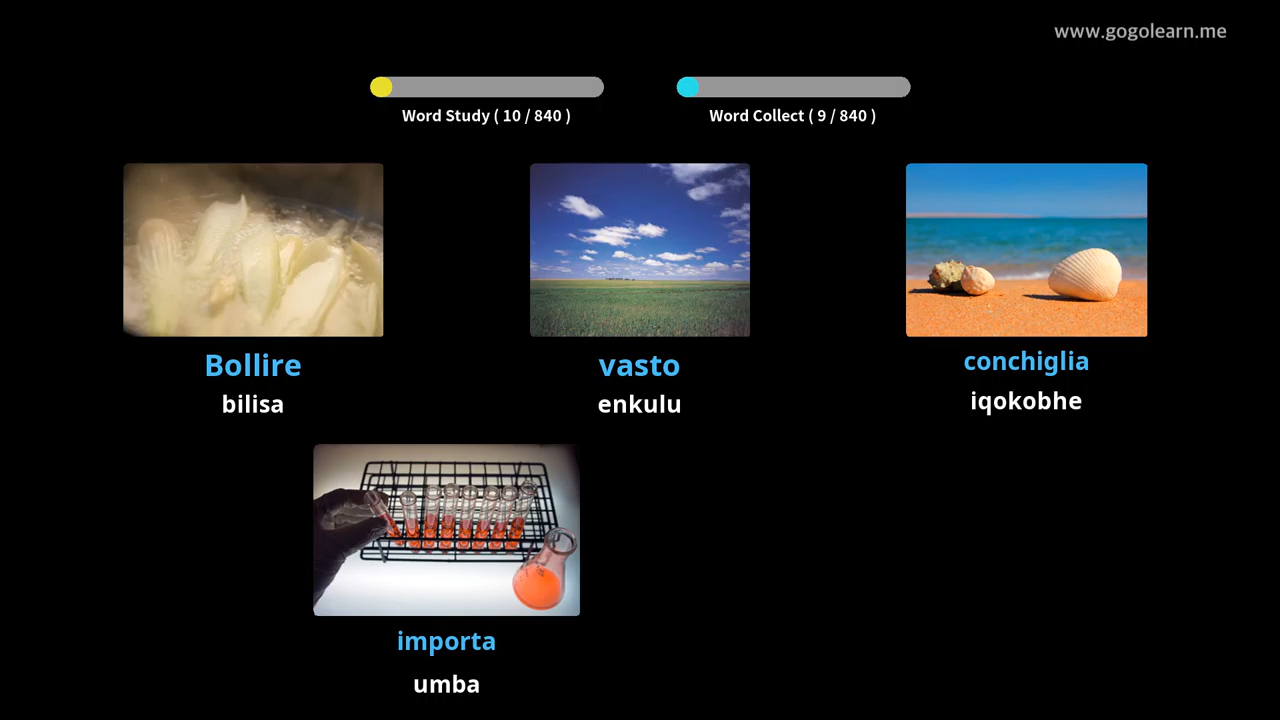 www.gogolearn.me
Word Study ( 10 / 840 )
Word Collect ( 9 / 840 )
Bollire
bilisa
vasto
enkulu
conchiglia
iqokobhe
importa
umba